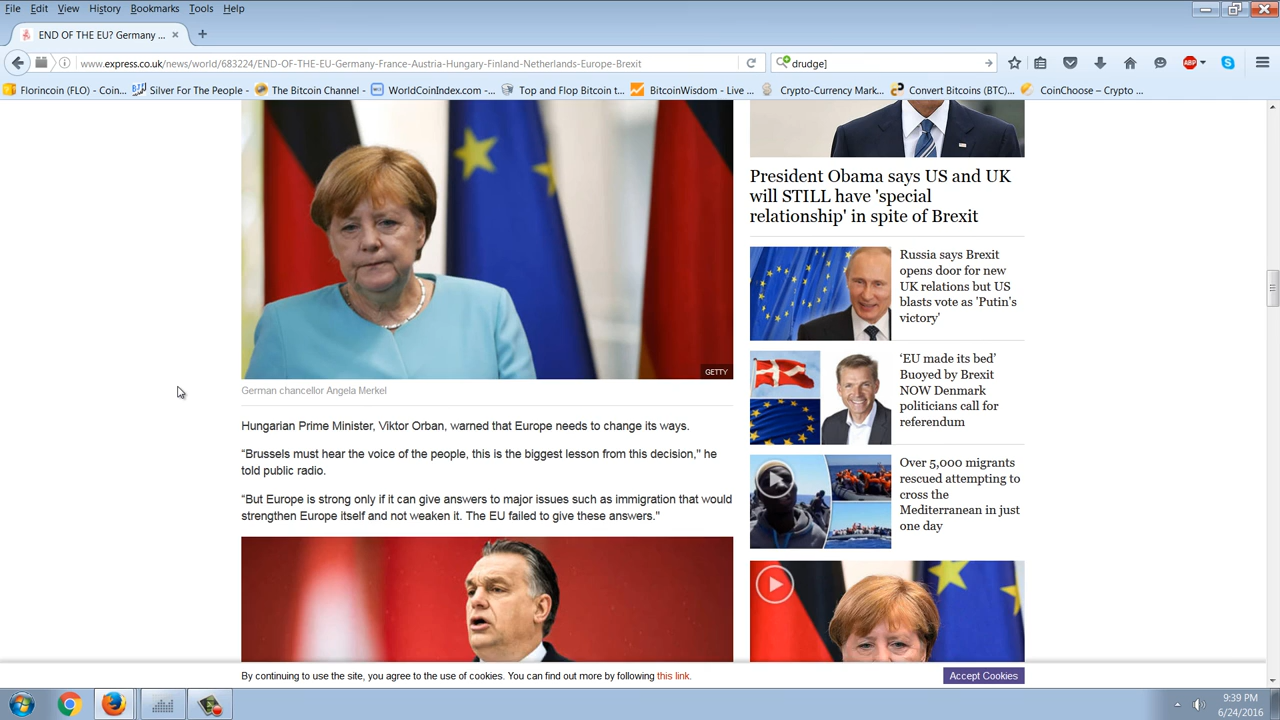 File Edit View History Bookmarks Tools Help
END OF THE EU? Germany ...
www.express.co.uk/news/world/683224/END-OF-THE-EU-Germany-France-Austria-Hungary-Finland-Netherlands-Europe-Brexit
drudge]
ABP
Florincoin (FLO) - Coin... Silver For The People - ... The Bitcoin Channel - ... WorldCoinIndex.com -... Top and Flop Bitcoin t... BitcoinWisdom - Live ... Crypto-Currency Mark... Convert Bitcoins (BTC)... CoinChoose – Crypto ...
GETTY
German chancellor Angela Merkel
Hungarian Prime Minister, Viktor Orban, warned that Europe needs to change its ways.
“Brussels must hear the voice of the people, this is the biggest lesson from this decision,” he
told public radio.
“But Europe is strong only if it can give answers to major issues such as immigration that would
strengthen Europe itself and not weaken it. The EU failed to give these answers.”
President Obama says US and UK
will STILL have 'special
relationship' in spite of Brexit
Russia says Brexit
opens door for new
UK relations but US
blasts vote as 'Putin's
victory'
‘EU made its bed’
Buoyed by Brexit
NOW Denmark
politicians call for
referendum
Over 5,000 migrants
rescued attempting to
cross the
Mediterranean in just
one day
By continuing to use the site, you agree to the use of cookies. You can find out more by following this link.
Accept Cookies
9:39 PM
6/24/2016